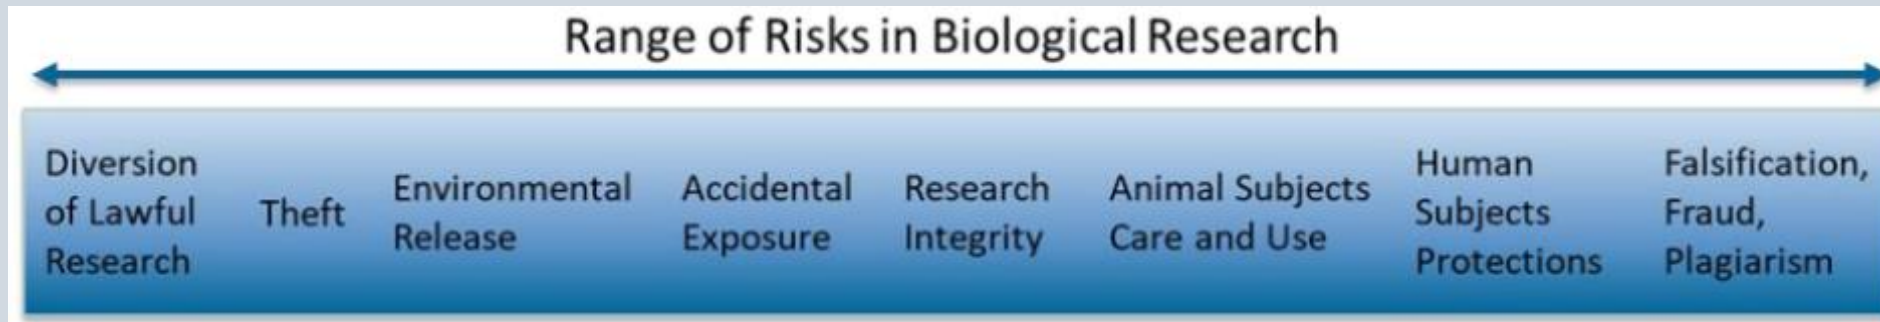 Range of Risks in Biological Research
Diversion
of Lawful
Research
Theft
Environmental
Release
Accidental
Exposure
Research
Integrity
Animal Subjects
Care and Use
Human
Subjects
Protections
Falsification,
Fraud,
Plagiarism